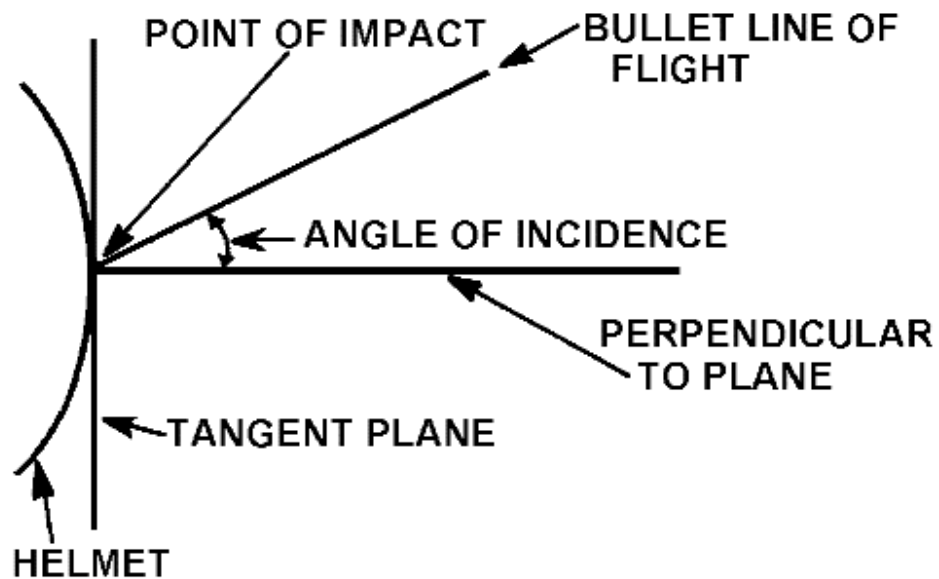 POINT OF IMPACT
BULLET LINE OF
FLIGHT
ANGLE OF INCIDENCE
PERPENDICULAR
TO PLANE
TANGENT PLANE
HELMET